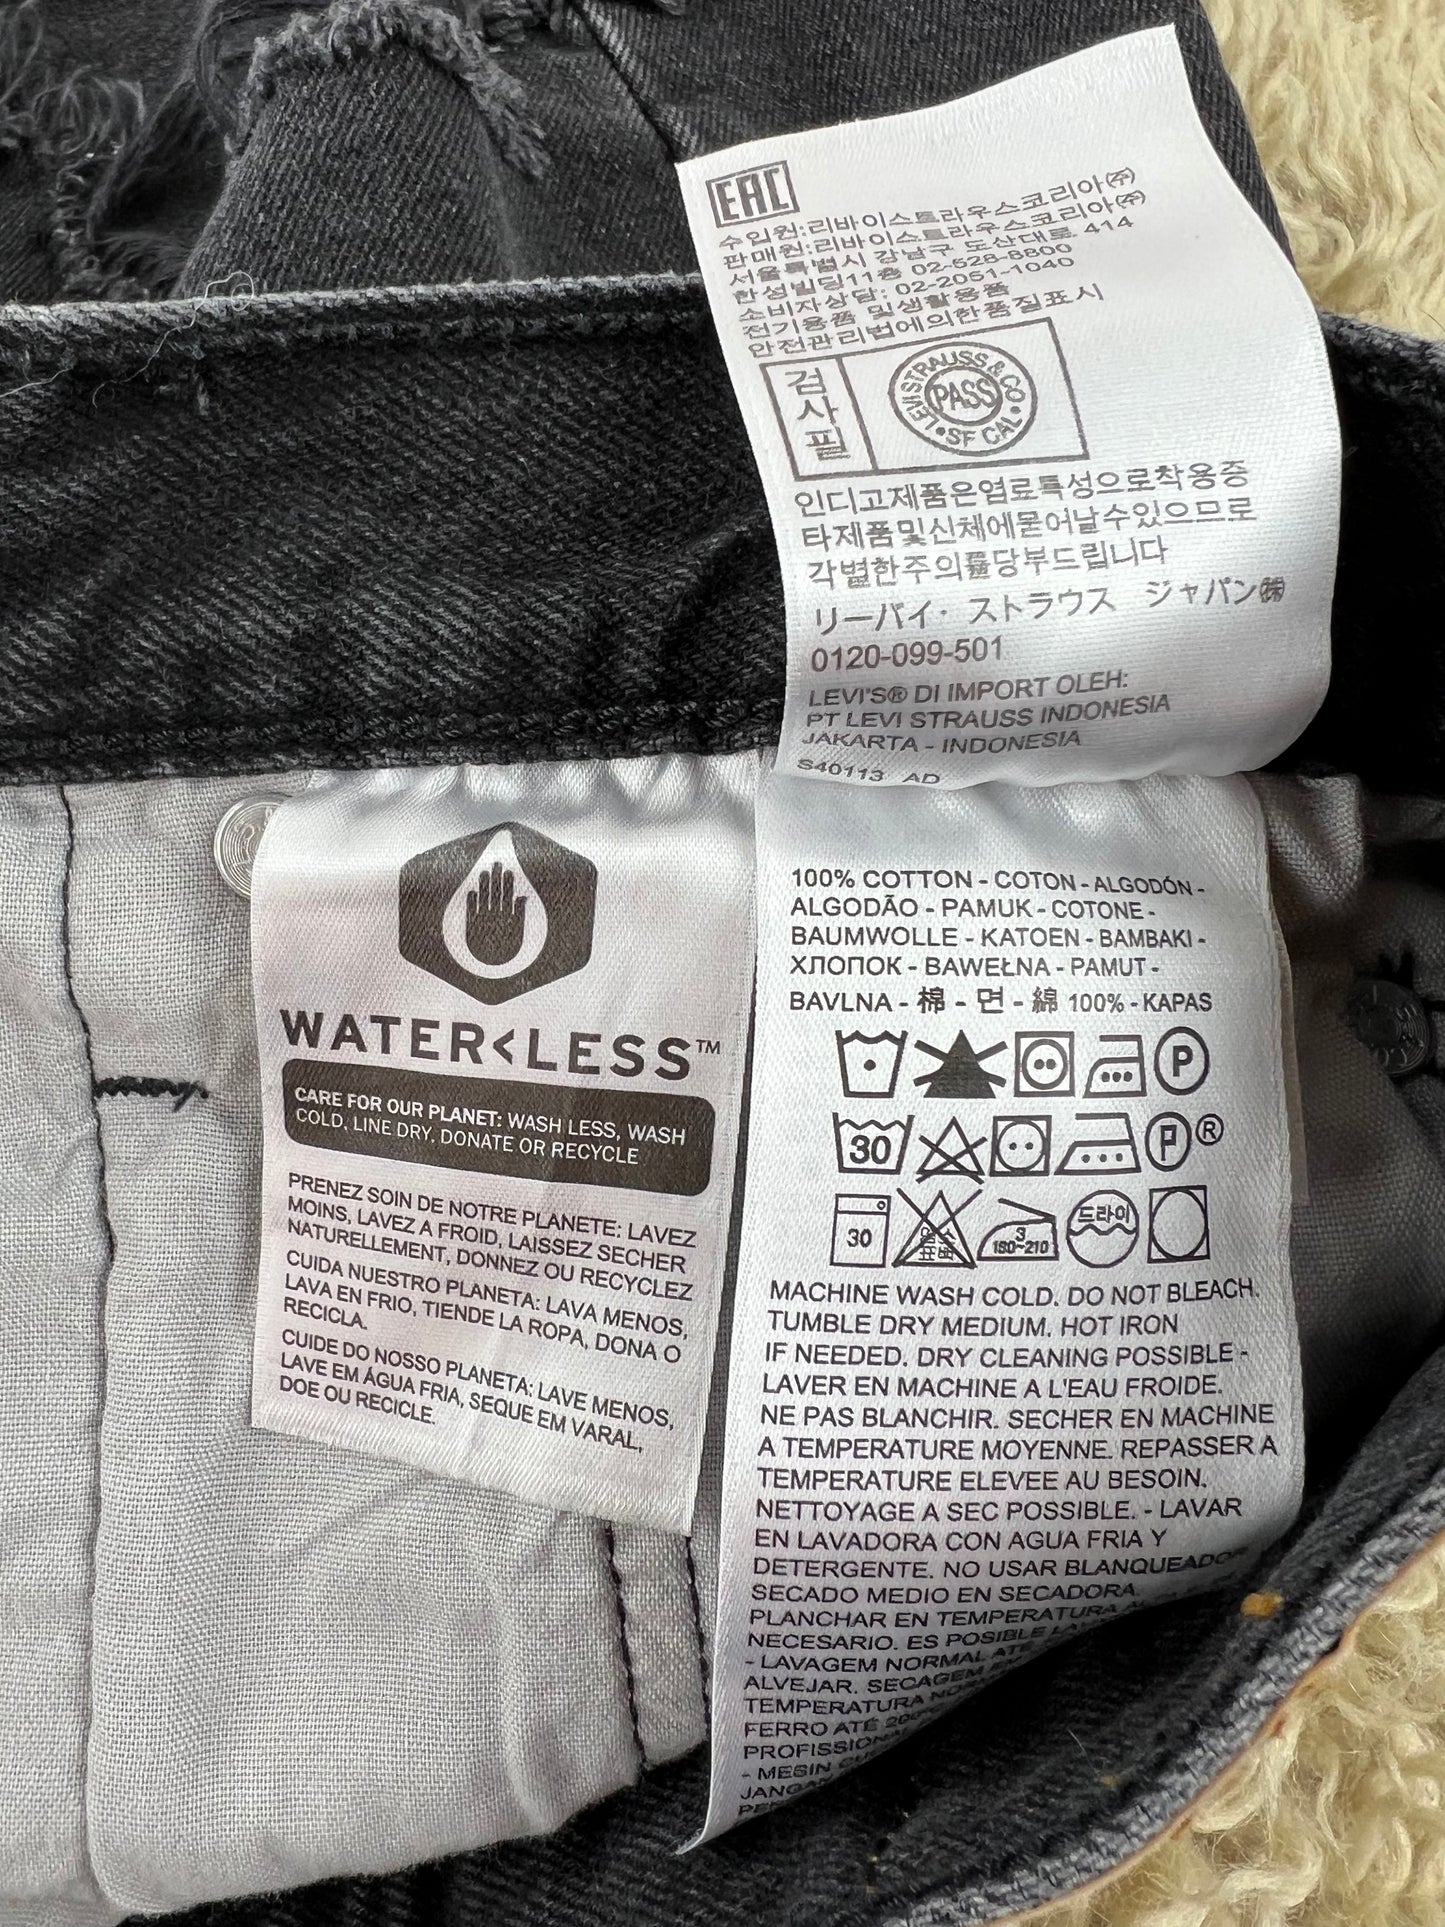 EAC
수입원:리바이스트라우스코리아㈜
판매원:리바이스트라우스코리아㈜
서울특별시 강남구 도산대로 414
한성빌딩11층 02-528-8800
소비자상담: 02-2051-1040
전기용품 및생활용품
안전관리법에의한품질표시
검사필
LEVI STRAUSS & CO
PASS
SF CAL
인디고제품은염료특성으로착용중
타제품및신체에묻어날수있으므로
각별한주의를당부드립니다
リーバイ・ストラウス ジャパン㈱
0120-099-501
LEVI'S® DI IMPORT OLEH:
PT LEVI STRAUSS INDONESIA
JAKARTA - INDONESIA
S40113 AD
WATER<LESS™
CARE FOR OUR PLANET: WASH LESS, WASH
COLD, LINE DRY, DONATE OR RECYCLE
PRENEZ SOIN DE NOTRE PLANETE: LAVEZ
MOINS, LAVEZ A FROID, LAISSEZ SECHER
NATURELLEMENT, DONNEZ OU RECYCLEZ
CUIDA NUESTRO PLANETA: LAVA MENOS,
LAVA EN FRIO, TIENDE LA ROPA, DONA O
RECICLA.
CUIDE DO NOSSO PLANETA: LAVE MENOS,
LAVE EM ÁGUA FRIA, SEQUE EM VARAL,
DOE OU RECICLE.
100% COTTON - COTON - ALGODÓN -
ALGODÃO - PAMUK - COTONE -
BAUMWOLLE - KATOEN - BAMBAKI -
ХЛОПОК - BAWEŁNA - PAMUT -
BAVLNA - 棉 - 면 - 綿 100% - KAPAS
P
30 P ®
30 염소표백 3 180~210 드라이
MACHINE WASH COLD. DO NOT BLEACH.
TUMBLE DRY MEDIUM. HOT IRON
IF NEEDED. DRY CLEANING POSSIBLE -
LAVER EN MACHINE A L'EAU FROIDE.
NE PAS BLANCHIR. SECHER EN MACHINE
A TEMPERATURE MOYENNE. REPASSER A
TEMPERATURE ELEVEE AU BESOIN.
NETTOYAGE A SEC POSSIBLE. - LAVAR
EN LAVADORA CON AGUA FRIA Y
DETERGENTE. NO USAR BLANQUEADO
SECADO MEDIO EN SECADORA.
PLANCHAR EN TEMPERATURA
NECESARIO. ES POSIBLE
- LAVAGEM NORMAL ATÉ
ALVEJAR. SECAGEM
TEMPERATURA
FERRO ATÉ
PROFISSIONAL
- MESIN